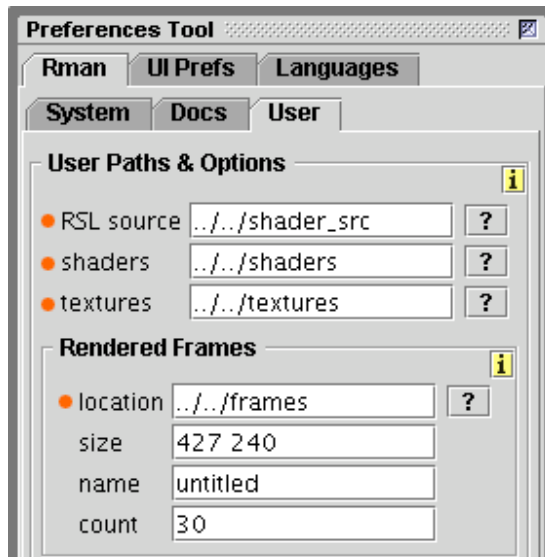 Preferences Tool
Rman UI Prefs Languages
System Docs User
User Paths & Options
i
RSL source ../../shader_src ?
shaders ../../shaders ?
textures ../../textures ?
Rendered Frames
i
location ../../frames ?
size 427 240
name untitled
count 30